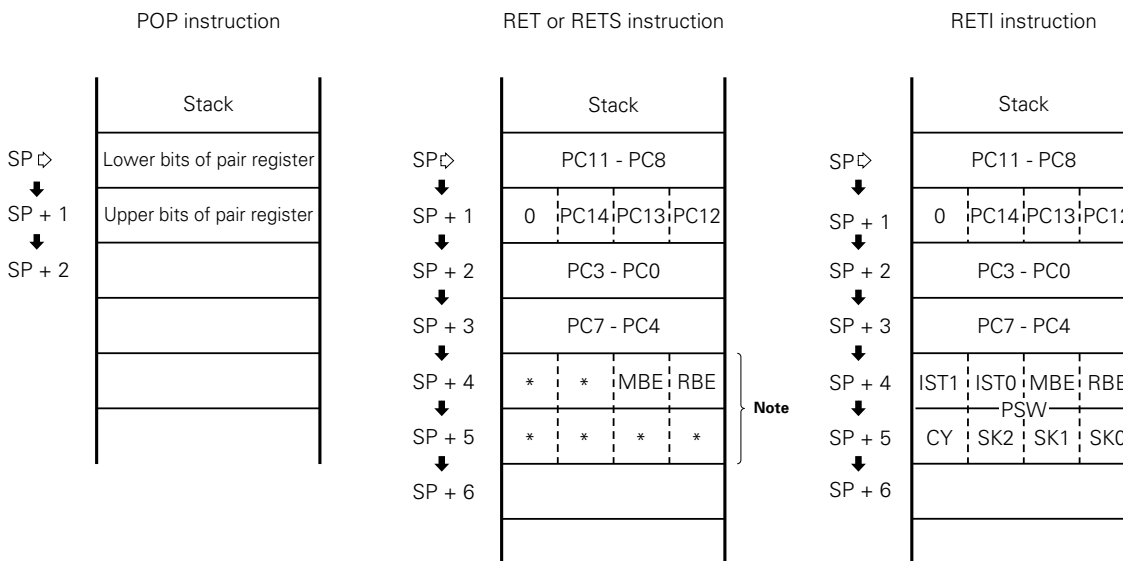 POP instruction
Stack
SP
Lower bits of pair register
SP + 1
Upper bits of pair register
SP + 2
RET or RETS instruction
Stack
SP
PC11 - PC8
SP + 1
0 PC14 PC13 PC12
SP + 2
PC3 - PC0
SP + 3
PC7 - PC4
SP + 4
* * MBE RBE
SP + 5
* * * *
Note
SP + 6
RETI instruction
Stack
SP
PC11 - PC8
SP + 1
0 PC14 PC13 PC12
SP + 2
PC3 - PC0
SP + 3
PC7 - PC4
SP + 4
IST1 IST0 MBE RBE
PSW
SP + 5
CY SK2 SK1 SK0
SP + 6